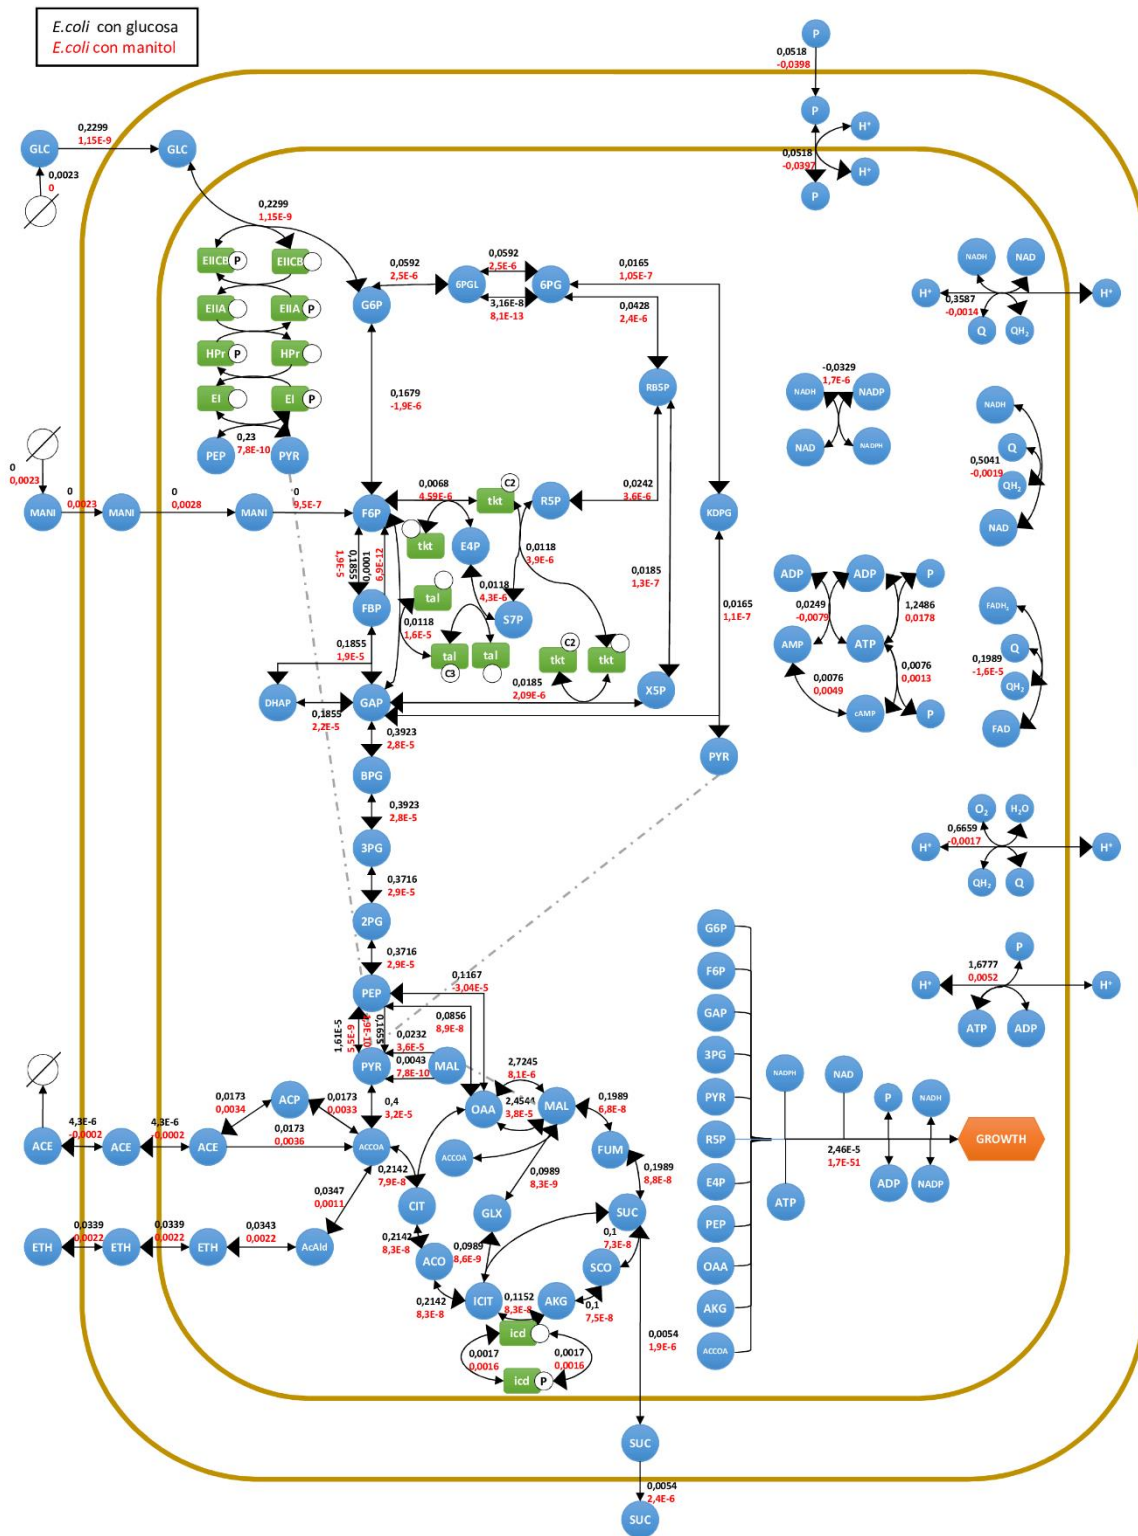 E.coli con glucosa
E.coli con manitol
P
0,0518
-0,0398
P
H⁺
0,0518
-0,0397
H⁺
P
GLC
0,2299
1,15E-9
GLC
0,0023
0
0,2299
1,15E-9
EIICB P
EIICB
EIIA
EIIA P
HPr P
HPr
EI
EI P
0,23
7,8E-10
PEP
PYR
G6P
0,0592
2,5E-6
6PGL
0,0592
2,5E-6
3,16E-8
8,1E-13
6PG
0,0165
1,05E-7
0,0428
2,4E-6
RB5P
0,1679
-1,9E-6
NADH
NAD
H⁺
H⁺
0,3587
-0,0014
Q
QH₂
-0,0329
1,7E-6
NADH
NADP
NAD
NADPH
NADH
Q
0,5041
-0,0019
QH₂
NAD
0
0,0023
MANI
0
0,0023
MANI
0
0,0028
MANI
0
9,5E-7
F6P
0,0068
4,59E-6
tkt
C2
R5P
0,0242
3,6E-6
KDPG
tkt
E4P
0,0118
3,9E-6
0,1855
1,9E-5
0,0001
6,9E-12
FBP
tal
0,0118
4,3E-6
S7P
0,0118
1,6E-5
tal
C3
tal
0,0185
1,3E-7
0,0165
1,1E-7
C2
tkt
tkt
0,0185
2,09E-6
X5P
0,1855
1,9E-5
DHAP
GAP
0,1855
2,2E-5
ADP
ADP
P
0,0249
-0,0079
1,2486
0,0178
AMP
ATP
0,0076
0,0049
0,0076
0,0013
cAMP
P
FADH₂
Q
0,1989
-1,6E-5
QH₂
FAD
0,3923
2,8E-5
BPG
PYR
0,3923
2,8E-5
3PG
0,3716
2,9E-5
2PG
0,3716
2,9E-5
PEP
0,1167
-3,04E-5
0,0856
8,9E-8
1,61E-5
5,5E-9
0,1655
0,0232
3,6E-5
0,0043
7,8E-10
PYR
MAL
O₂
H₂O
0,6659
-0,0017
H⁺
H⁺
QH₂
Q
P
1,6777
0,0052
H⁺
H⁺
ATP
ADP
0,4
3,2E-5
OAA
2,7245
8,1E-6
2,4544
3,8E-5
MAL
0,1989
6,8E-8
FUM
ACP
0,0173
0,0034
0,0173
0,0033
ACE
4,3E-6
-0,0002
ACE
4,3E-6
-0,0002
ACE
0,0173
0,0036
ACCOA
ACCOA
0,2142
7,9E-8
CIT
0,0989
8,3E-9
GLX
0,1989
8,8E-8
SUC
0,0347
0,0011
ETH
0,0339
0,0022
ETH
0,0339
0,0022
ETH
0,0343
0,0022
AcAld
0,2142
8,3E-8
ACO
0,0989
8,6E-9
0,1
7,3E-8
SCO
0,2142
8,3E-8
ICIT
0,1152
8,3E-8
AKG
0,1
7,5E-8
icd
0,0017
0,0016
0,0017
0,0016
icd P
0,0054
1,9E-6
SUC
0,0054
2,4E-6
SUC
G6P
F6P
GAP
3PG
PYR
R5P
E4P
PEP
OAA
AKG
ACCOA
NADPH
NAD
P
NADH
2,46E-5
1,7E-51
GROWTH
ATP
ADP
NADP